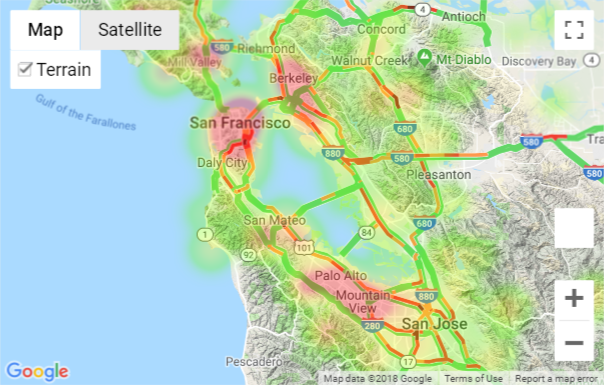 Map
Satellite
Terrain
Seashore
Mill Valley
580
Richmond
Concord
4
Antioch
Berkeley
Walnut Creek
Mt Diablo
Discovery Bay
4
Gulf of the Farallones
San Francisco
Daly City
680
880
580
580
580
Tra
Pleasanton
San Mateo
1
92
101
84
680
Palo Alto
Mountain
View
880
280
San Jose
17
Pescadero
+
−
Google
Map data ©2018 Google
Terms of Use
Report a map error